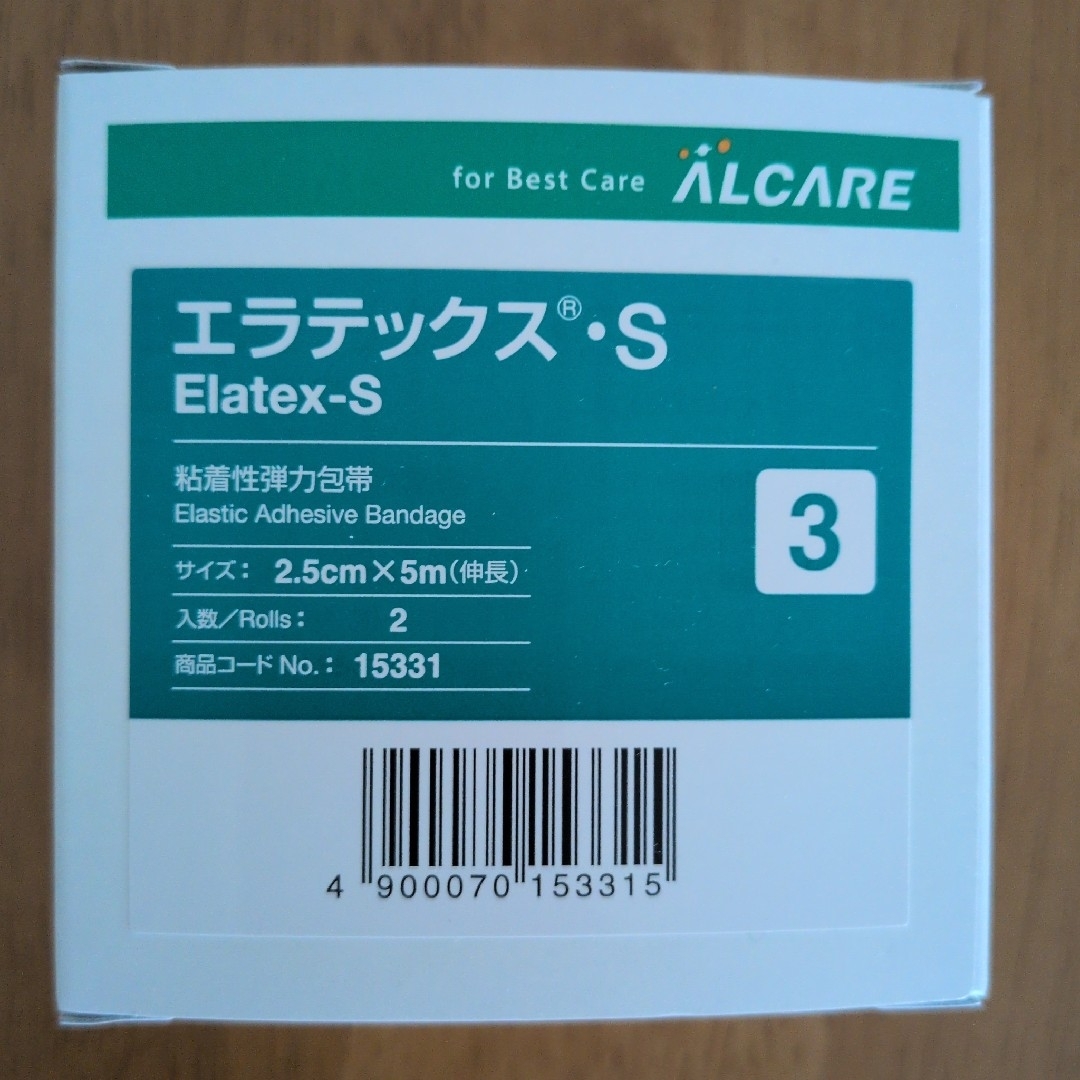 for Best Care ALCARE
エラテックス®・S
Elatex-S
粘着性弾力包帯
Elastic Adhesive Bandage
3
サイズ: 2.5cm×5m(伸長)
入数/Rolls: 2
商品コード No.: 15331
4 900070 153315